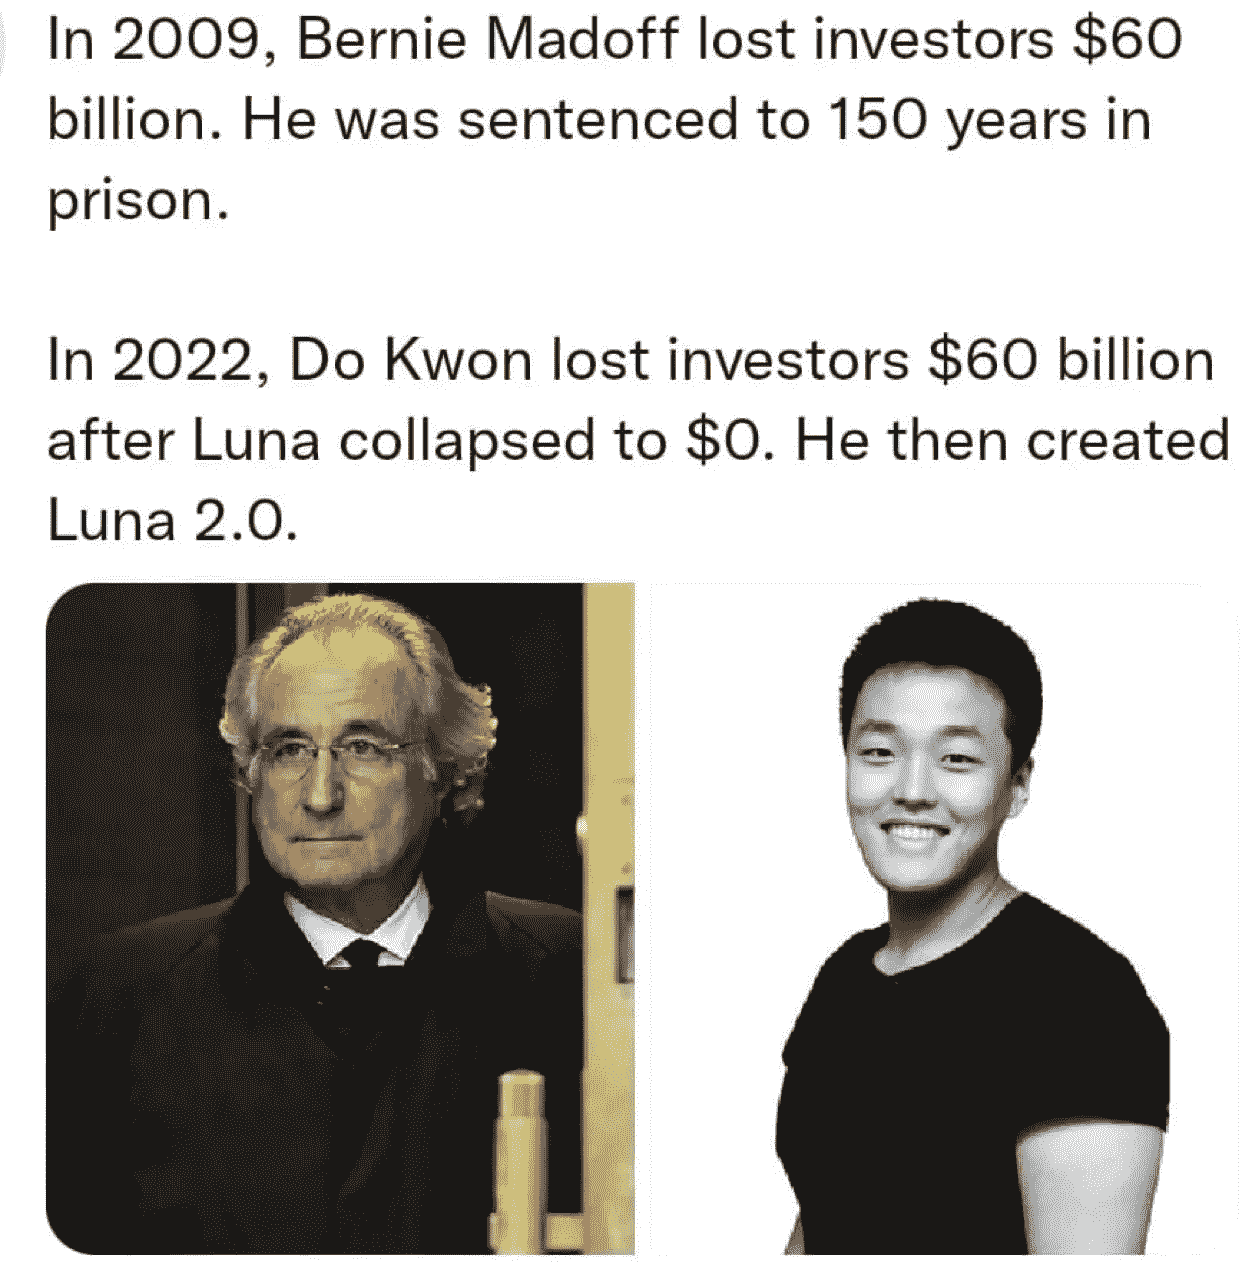 In 2009, Bernie Madoff lost investors $60
billion. He was sentenced to 150 years in
prison.
In 2022, Do Kwon lost investors $60 billion
after Luna collapsed to $0. He then created
Luna 2.0.